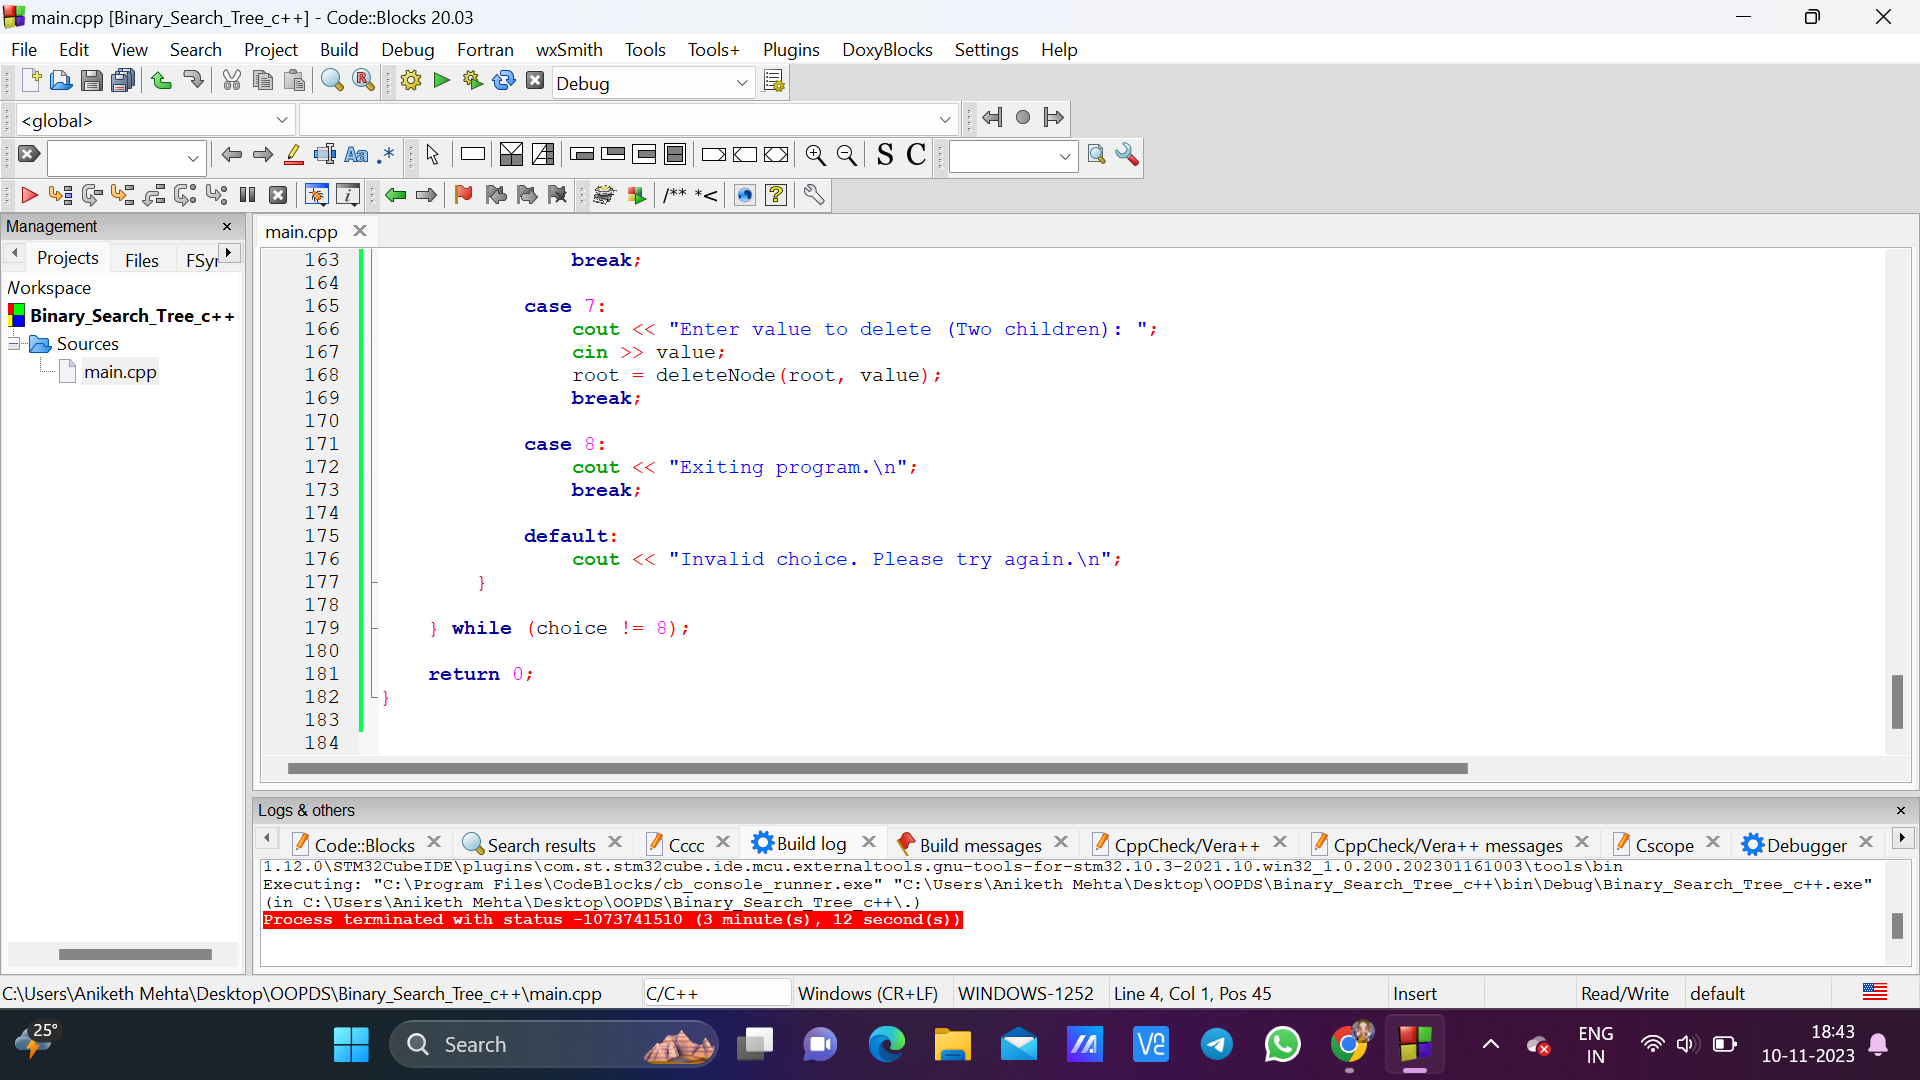 main.cpp [Binary_Search_Tree_c++] - Code::Blocks 20.03
File Edit View Search Project Build Debug Fortran wxSmith Tools Tools+ Plugins DoxyBlocks Settings Help
Debug
<global>
Aa .* S C
/** *<
Management
main.cpp
Projects Files FSyr
Workspace
Binary_Search_Tree_c++
Sources
main.cpp
163 break;
164
165 case 7:
166 cout << "Enter value to delete (Two children): ";
167 cin >> value;
168 root = deleteNode(root, value);
169 break;
170
171 case 8:
172 cout << "Exiting program.\n";
173 break;
174
175 default:
176 cout << "Invalid choice. Please try again.\n";
177 }
178
179 } while (choice != 8);
180
181 return 0;
182 }
183
184
Logs & others
Code::Blocks Search results Cccc Build log Build messages CppCheck/Vera++ CppCheck/Vera++ messages Cscope Debugger
1.12.0\STM32CubeIDE\plugins\com.st.stm32cube.ide.mcu.externaltools.gnu-tools-for-stm32.10.3-2021.10.win32_1.0.200.202301161003\tools\bin
Executing: "C:\Program Files\CodeBlocks/cb_console_runner.exe" "C:\Users\Aniketh Mehta\Desktop\OOPDS\Binary_Search_Tree_c++\bin\Debug\Binary_Search_Tree_c++.exe"
(in C:\Users\Aniketh Mehta\Desktop\OOPDS\Binary_Search_Tree_c++\.)
Process terminated with status -1073741510 (3 minute(s), 12 second(s))
C:\Users\Aniketh Mehta\Desktop\OOPDS\Binary_Search_Tree_c++\main.cpp C/C++ Windows (CR+LF) WINDOWS-1252 Line 4, Col 1, Pos 45 Insert Read/Write default
25°
Search
ENG
IN
18:43
10-11-2023